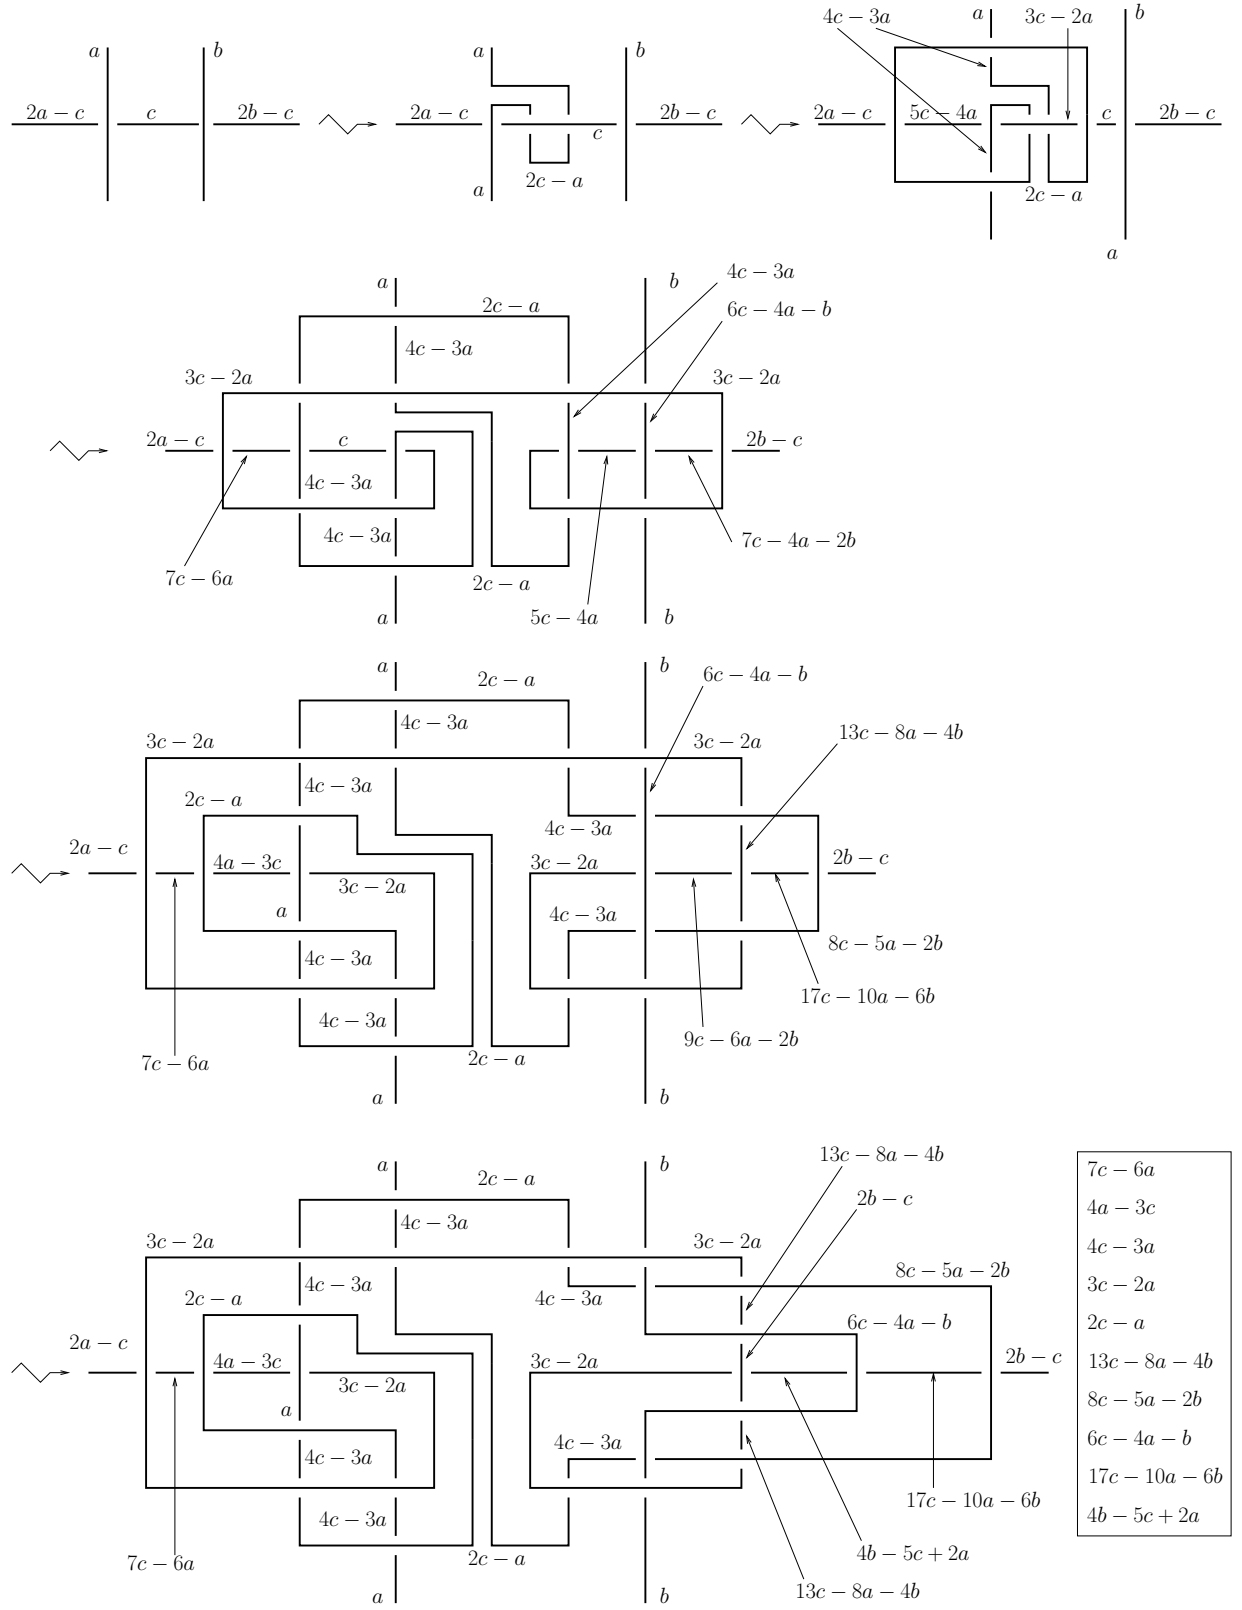 a b a b a 4c − 3a 3c − 2a b
2a − c c 2b − c 2a − c c 2b − c 2a − c 5c − 4a c 2b − c
a 2c − a 2c − a
a
a b 4c − 3a
2c − a 6c − 4a − b
4c − 3a
3c − 2a 3c − 2a
2a − c c 2b − c
4c − 3a
4c − 3a 7c − 4a − 2b
7c − 6a 2c − a
a 5c − 4a b
a b
2c − a 6c − 4a − b
4c − 3a
3c − 2a 3c − 2a 13c − 8a − 4b
4c − 3a
2c − a
4c − 3a
2a − c 4a − 3c 3c − 2a 2b − c
3c − 2a
a 4c − 3a
4c − 3a 8c − 5a − 2b
17c − 10a − 6b
4c − 3a
9c − 6a − 2b
7c − 6a 2c − a
a b
13c − 8a − 4b
a b
2c − a 2b − c
4c − 3a
3c − 2a 3c − 2a
4c − 3a 8c − 5a − 2b
2c − a 4c − 3a
6c − 4a − b
2a − c 4a − 3c 3c − 2a 2b − c
3c − 2a
a
4c − 3a 4c − 3a
17c − 10a − 6b
4c − 3a
7c − 6a 2c − a 4b − 5c + 2a
a b 13c − 8a − 4b
7c − 6a
4a − 3c
4c − 3a
3c − 2a
2c − a
13c − 8a − 4b
8c − 5a − 2b
6c − 4a − b
17c − 10a − 6b
4b − 5c + 2a